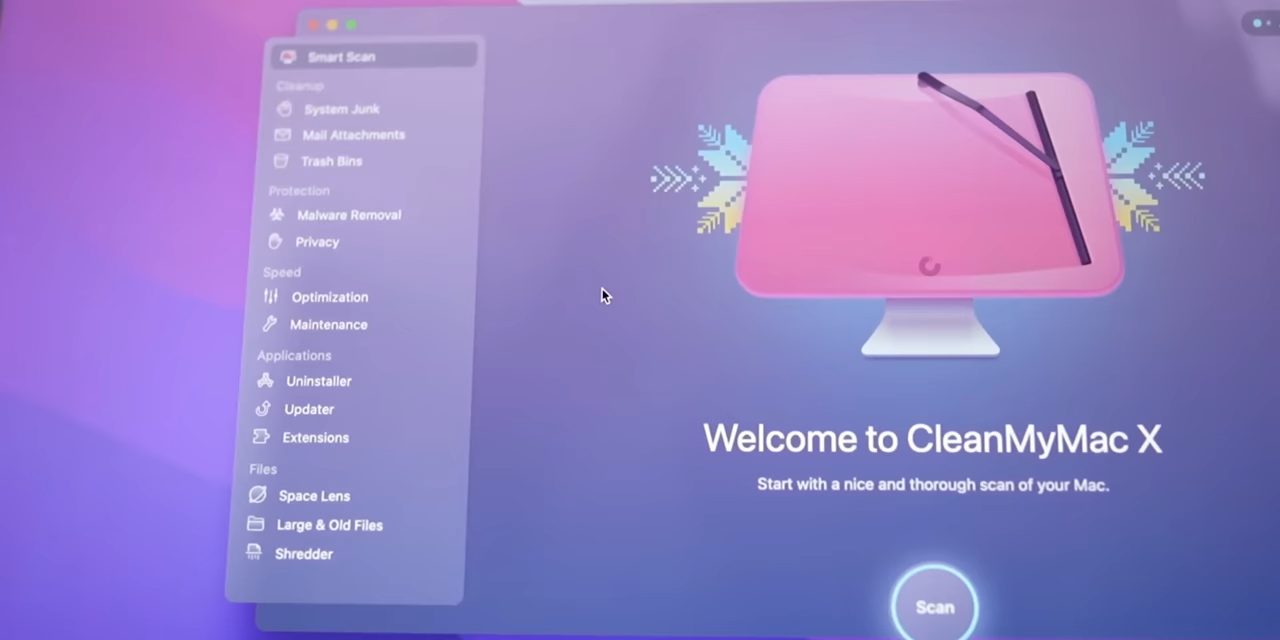 Smart Scan
Cleanup
System Junk
Mail Attachments
Trash Bins
Protection
Malware Removal
Privacy
Speed
Optimization
Maintenance
Applications
Uninstaller
Updater
Extensions
Files
Space Lens
Large & Old Files
Shredder
Welcome to CleanMyMac X
Start with a nice and thorough scan of your Mac.
Scan